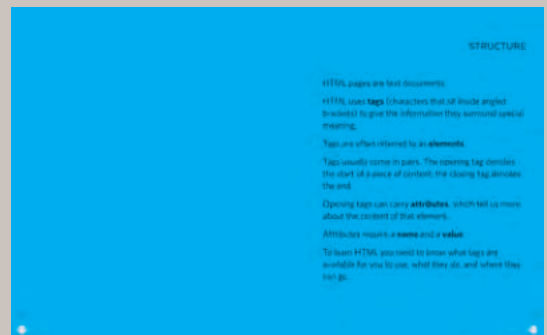 STRUCTURE
HTML pages are text documents.
HTML uses tags (characters that sit inside angled
brackets) to give the information they surround special
meaning.
Tags are often referred to as elements.
Tags usually come in pairs. The opening tag denotes
the start of a piece of content; the closing tag denotes
the end.
Opening tags can carry attributes, which tell us more
about the content of that element.
Attributes require a name and a value.
To learn HTML you need to know what tags are
available for you to use, what they do, and where they
can go.